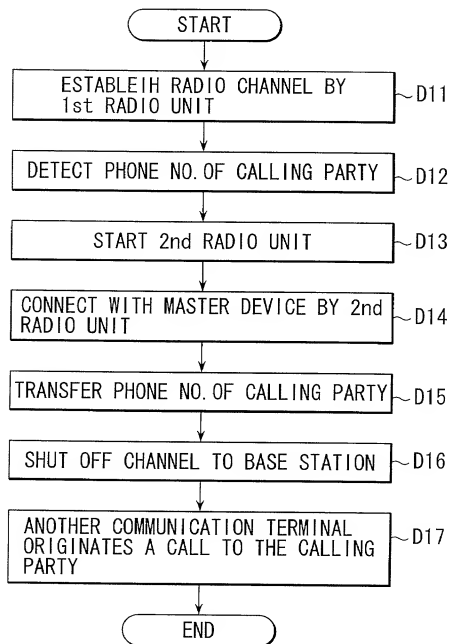 START
ESTABLEIH RADIO CHANNEL BY
1st RADIO UNIT
D11
DETECT PHONE NO. OF CALLING PARTY
D12
START 2nd RADIO UNIT
D13
CONNECT WITH MASTER DEVICE BY 2nd
RADIO UNIT
D14
TRANSFER PHONE NO. OF CALLING PARTY
D15
SHUT OFF CHANNEL TO BASE STATION
D16
ANOTHER COMMUNICATION TERMINAL
ORIGINATES A CALL TO THE CALLING
PARTY
D17
END